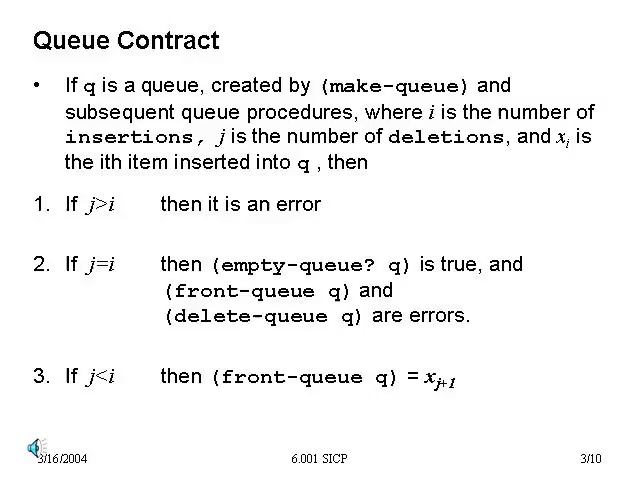 Queue Contract
• If q is a queue, created by (make-queue) and
subsequent queue procedures, where i is the number of
insertions, j is the number of deletions, and xi is
the ith item inserted into q , then
1. If j>i then it is an error
2. If j=i then (empty-queue? q) is true, and
(front-queue q) and
(delete-queue q) are errors.
3. If j<i then (front-queue q) = xj+1
3/16/2004 6.001 SICP 3/10